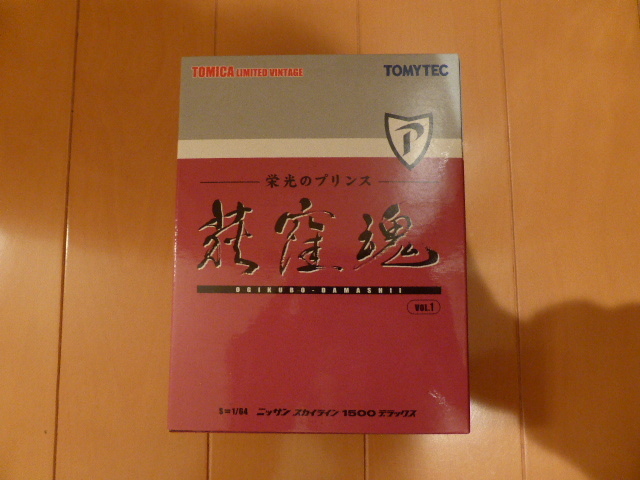 TOMICA LIMITED VINTAGE
TOMYTEC
P
栄光のプリンス
荻窪魂
OGIKUBO-DAMASHII
vol.1
S=1/64 ニッサン スカイライン 1500 デラックス